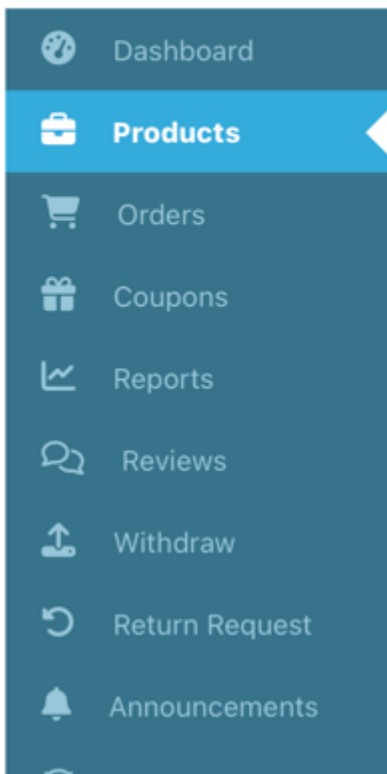 Dashboard
Products
Orders
Coupons
Reports
Reviews
Withdraw
Return Request
Announcements